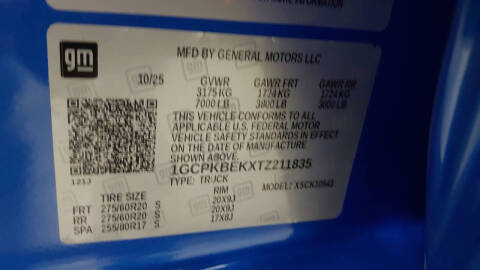 INFORMATION
gm
MFD BY GENERAL MOTORS LLC
10/25 GVWR GAWR FRT GAWR RR
3175 KG 1724 KG 1724 KG
7000 LB 3800 LB 3800 LB
THIS VEHICLE CONFORMS TO ALL
APPLICABLE U.S. FEDERAL MOTOR
VEHICLE SAFETY STANDARDS IN EFFECT
ON THE DATE OF MANUFACTURE
SHOWN ABOVE.
1GCPKBEKXTZ211835
TYPE: TRUCK MODEL:
TIRE SIZE RIM
FRT 275/60R20 S 20X9J
RR 275/60R20 S 20X9J
SPA 255/80R17 S 17X8J